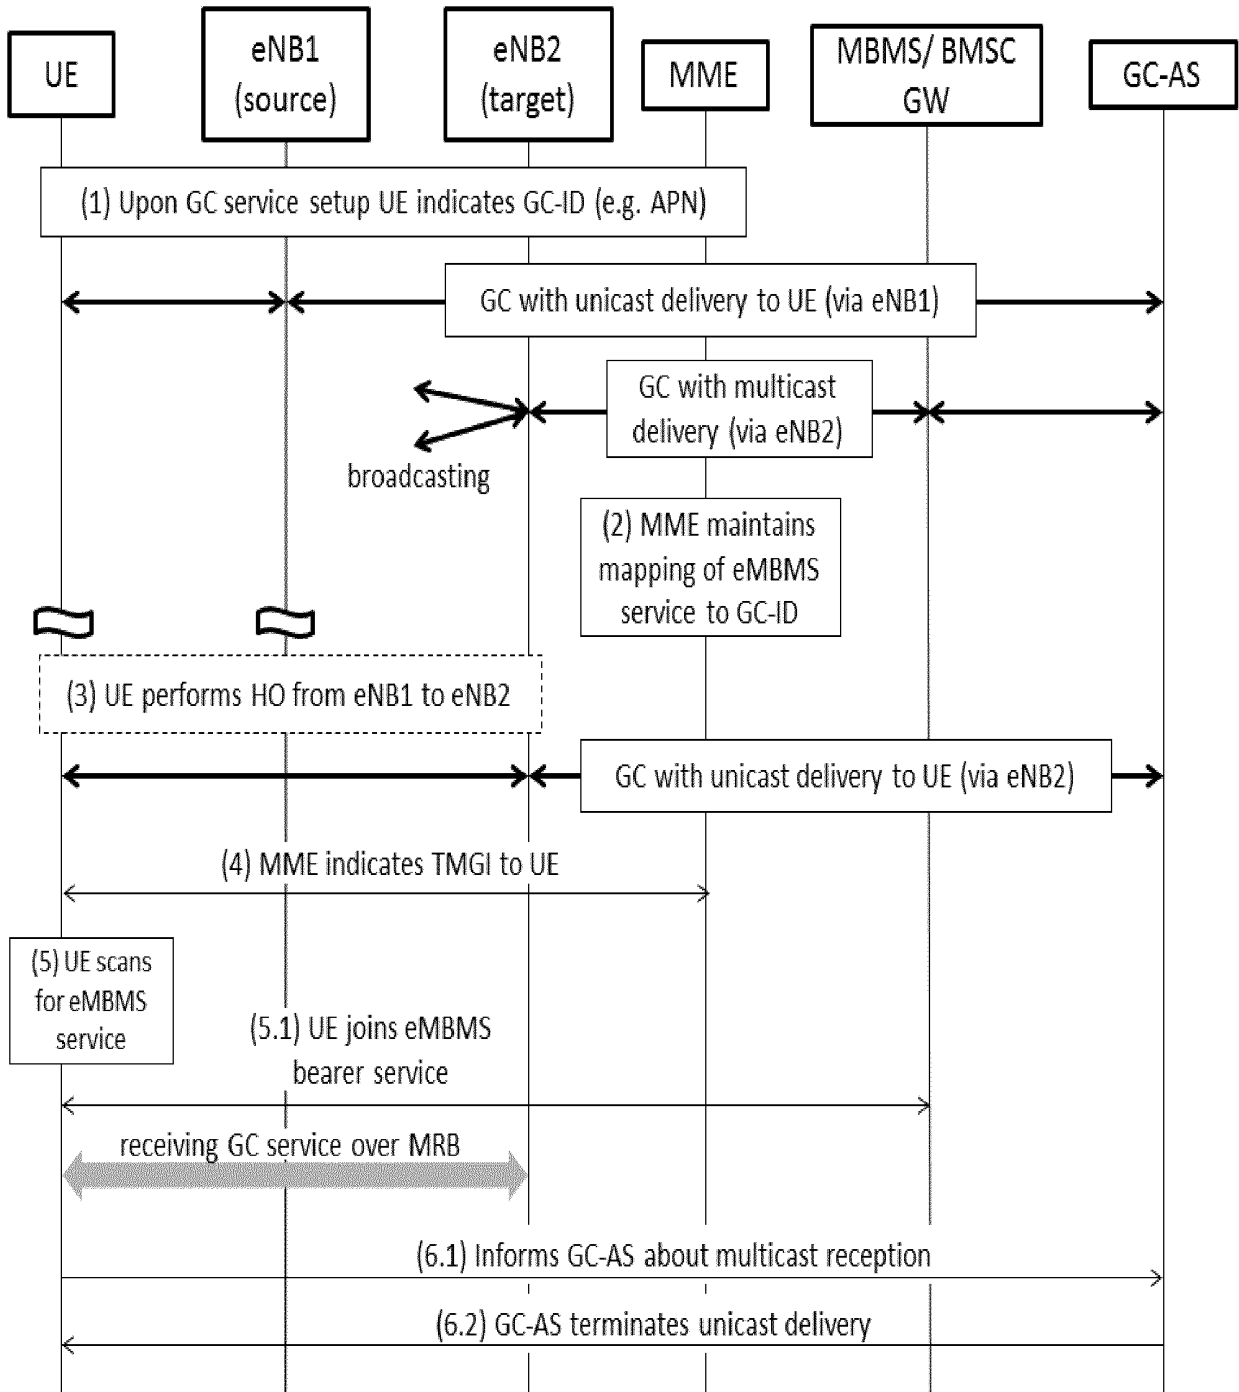 UE
eNB1
(source)
eNB2
(target)
MME
MBMS/ BMSC
GW
GC-AS
(1) Upon GC service setup UE indicates GC-ID (e.g. APN)
GC with unicast delivery to UE (via eNB1)
GC with multicast
delivery (via eNB2)
broadcasting
(2) MME maintains
mapping of eMBMS
service to GC-ID
(3) UE performs HO from eNB1 to eNB2
GC with unicast delivery to UE (via eNB2)
(4) MME indicates TMGI to UE
(5) UE scans
for eMBMS
service
(5.1) UE joins eMBMS
bearer service
receiving GC service over MRB
(6.1) Informs GC-AS about multicast reception
(6.2) GC-AS terminates unicast delivery